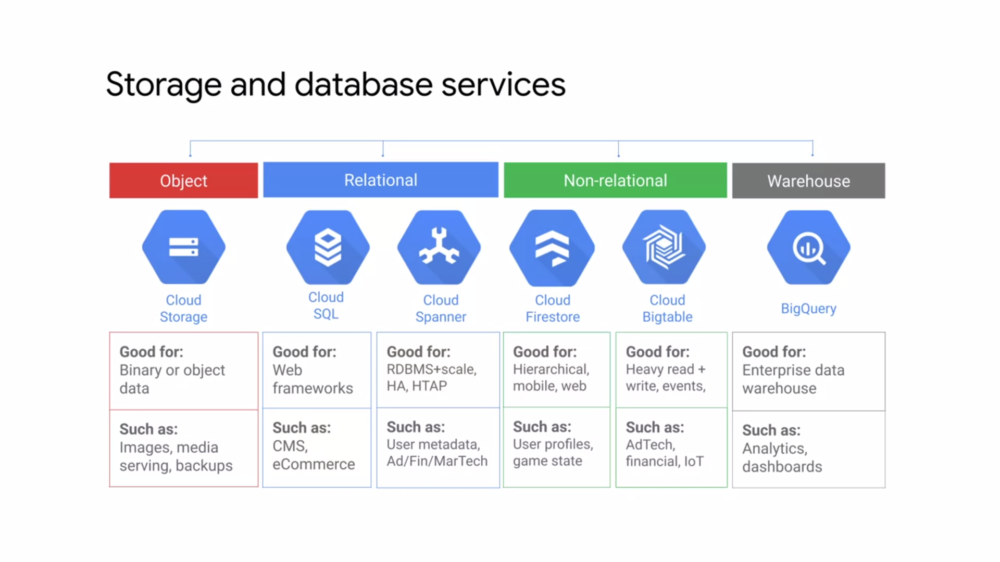 Storage and database services
Object
Relational
Non-relational
Warehouse
Cloud
Storage
Cloud
SQL
Cloud
Spanner
Cloud
Firestore
Cloud
Bigtable
BigQuery
Good for:
Binary or object
data
Good for:
Web
frameworks
Good for:
RDBMS+scale,
HA, HTAP
Good for:
Hierarchical,
mobile, web
Good for:
Heavy read +
write, events,
Good for:
Enterprise data
warehouse
Such as:
Images, media
serving, backups
Such as:
CMS,
eCommerce
Such as:
User metadata,
Ad/Fin/MarTech
Such as:
User profiles,
game state
Such as:
AdTech,
financial, IoT
Such as:
Analytics,
dashboards